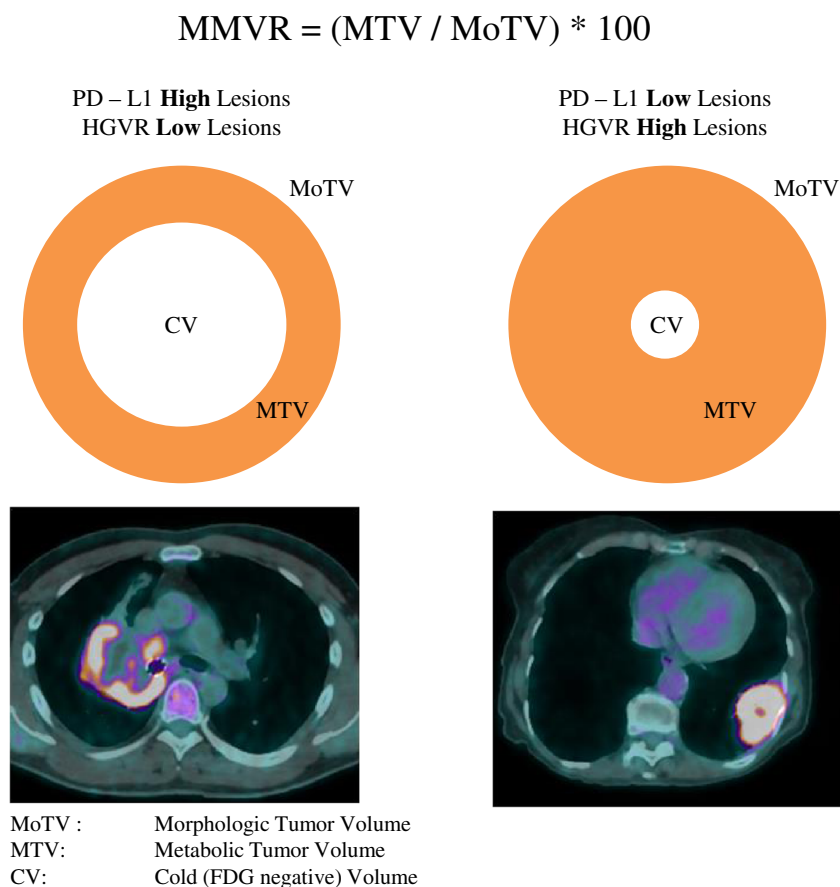 MMVR = (MTV / MoTV) * 100
PD – L1 High Lesions
HGVR Low Lesions
MoTV
CV
MTV
PD – L1 Low Lesions
HGVR High Lesions
MoTV
CV
MTV
MoTV : Morphologic Tumor Volume
MTV: Metabolic Tumor Volume
CV: Cold (FDG negative) Volume